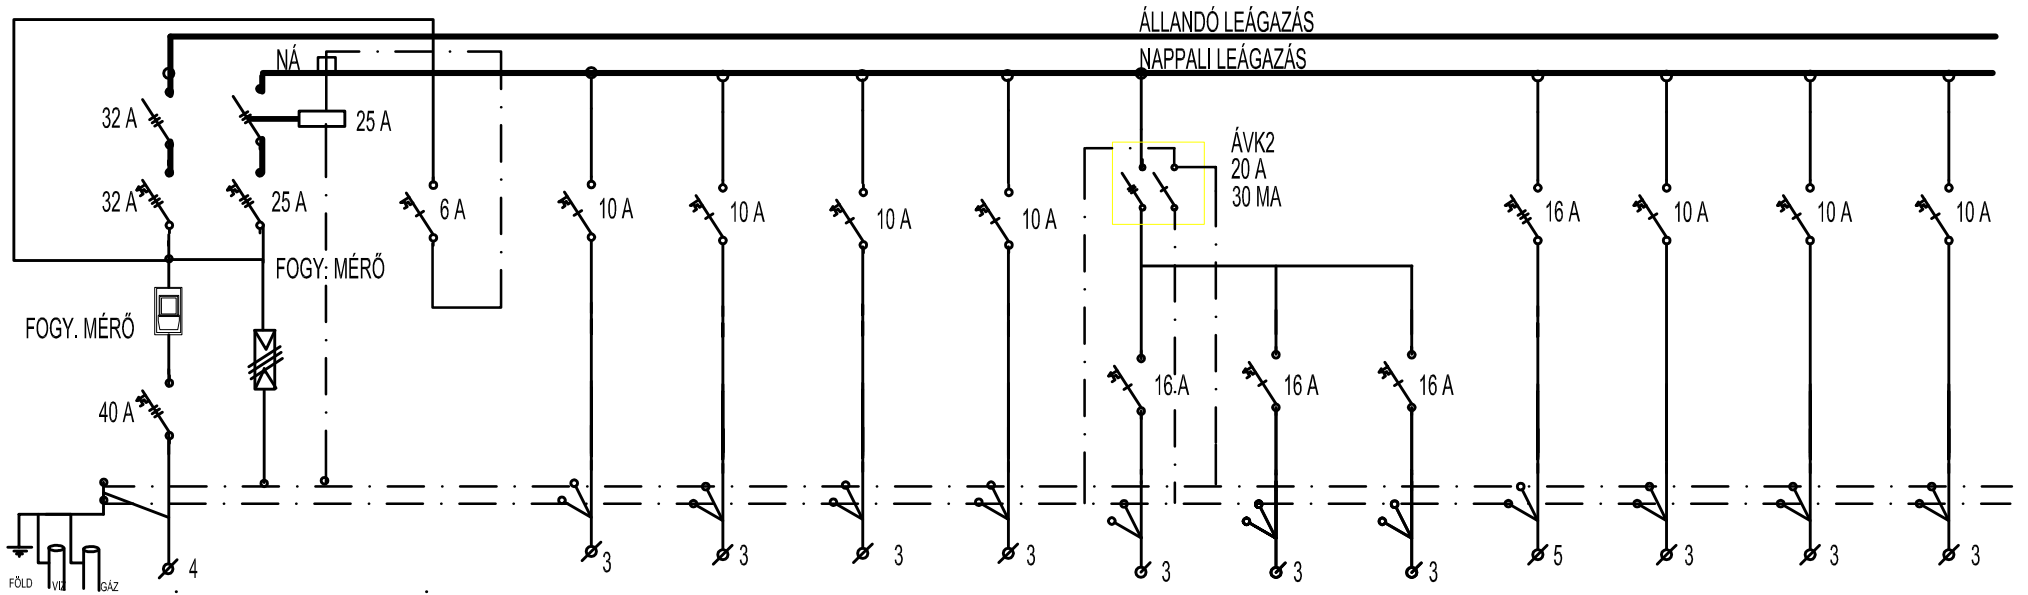 ÁLLANDÓ LEÁGAZÁS
NÁ
NAPPALI LEÁGAZÁS
32 A
25 A
ÁVK2
20 A
30 MA
32 A
25 A
6 A
10 A
10 A
10 A
10 A
16 A
10 A
10 A
10 A
FOGY. MÉRŐ
FOGY. MÉRŐ
40 A
16 A
16 A
16 A
4
3
3
3
3
3
3
3
5
3
3
3
FÖLD
VIZ
GÁZ